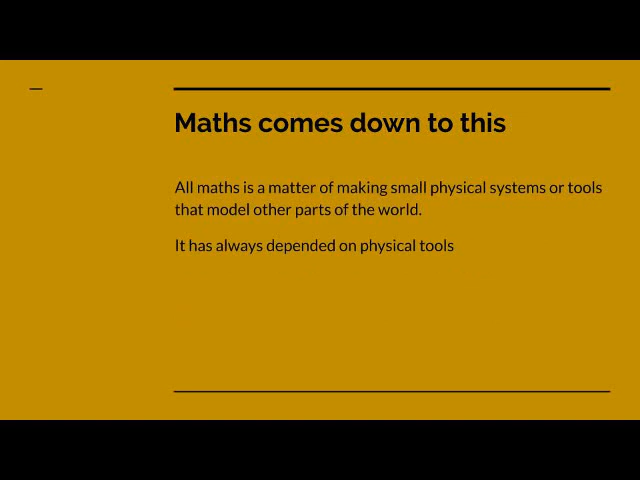 Maths comes down to this
All maths is a matter of making small physical systems or tools
that model other parts of the world.
It has always depended on physical tools